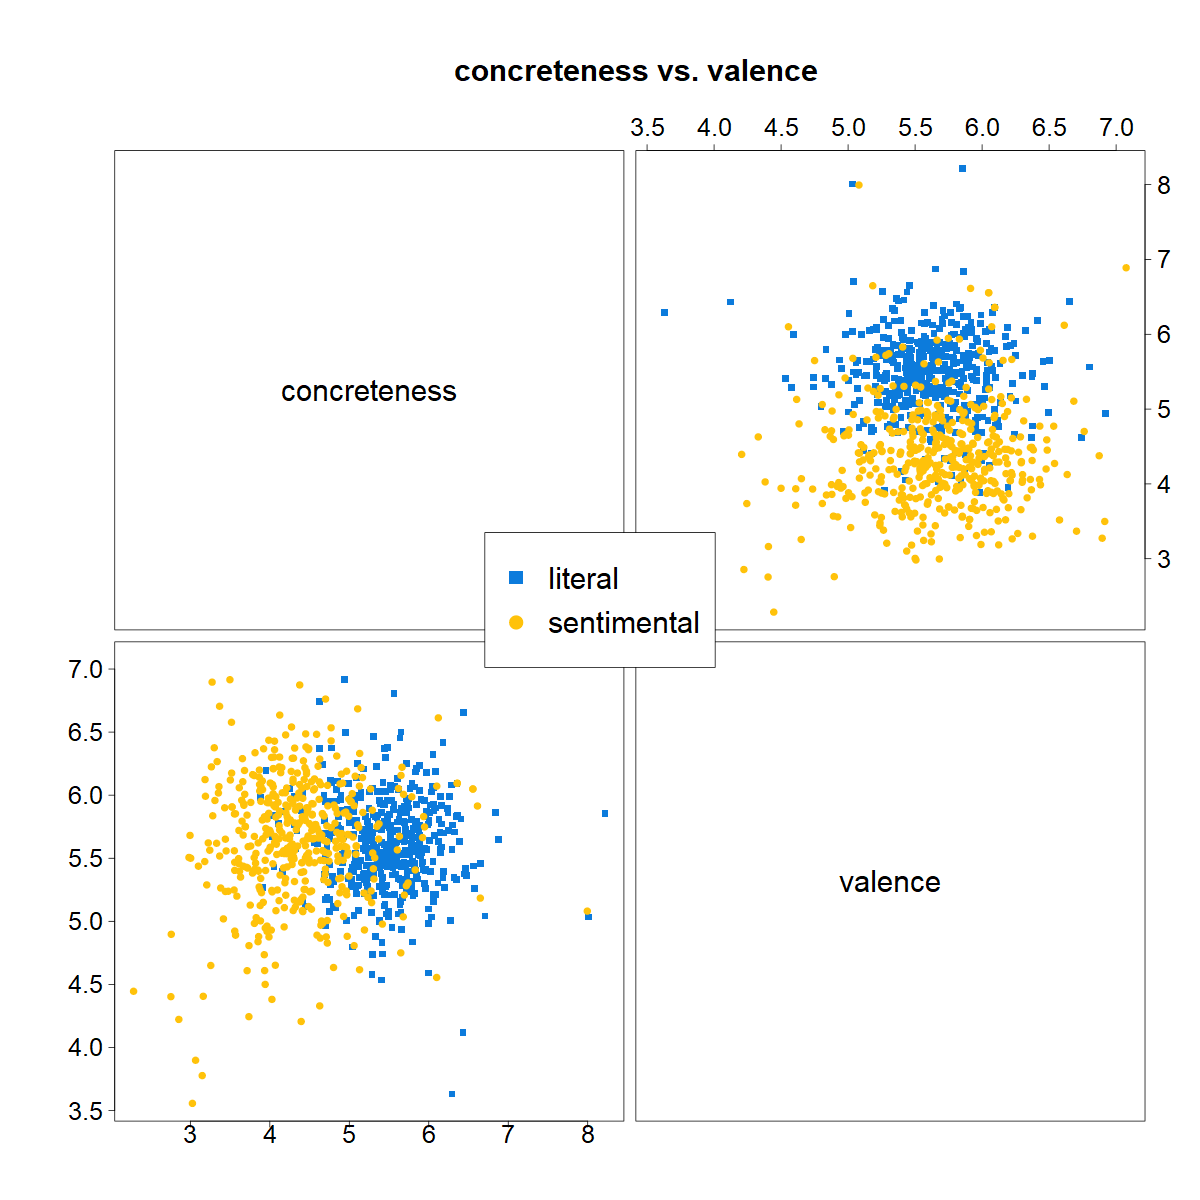 concreteness vs. valence
3.5 4.0 4.5 5.0 5.5 6.0 6.5 7.0
concreteness
8
7
6
5
4
3
literal
sentimental
7.0
6.5
6.0
5.5
5.0
4.5
4.0
3.5
valence
3 4 5 6 7 8